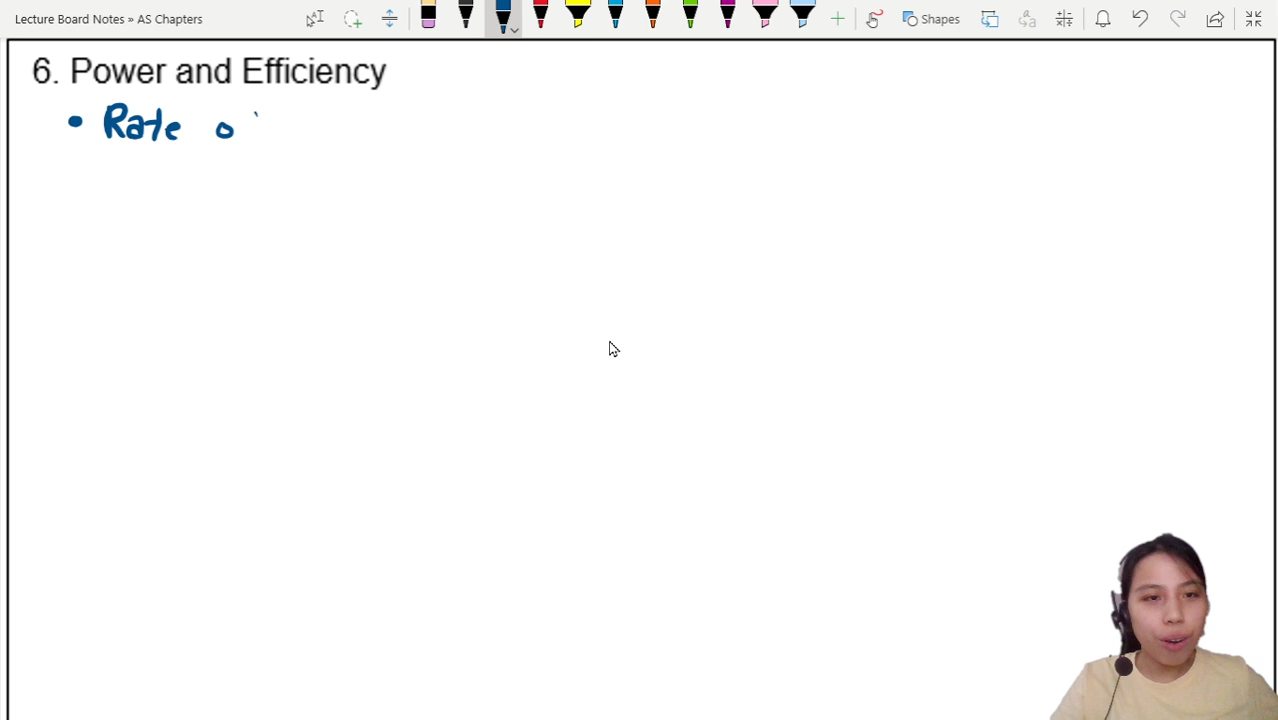 Lecture Board Notes » AS Chapters
Shapes
6. Power and Efficiency
• Rate o